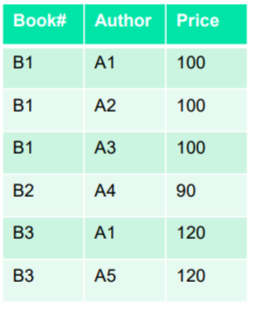 Book# Author Price
B1 A1 100
B1 A2 100
B1 A3 100
B2 A4 90
B3 A1 120
B3 A5 120